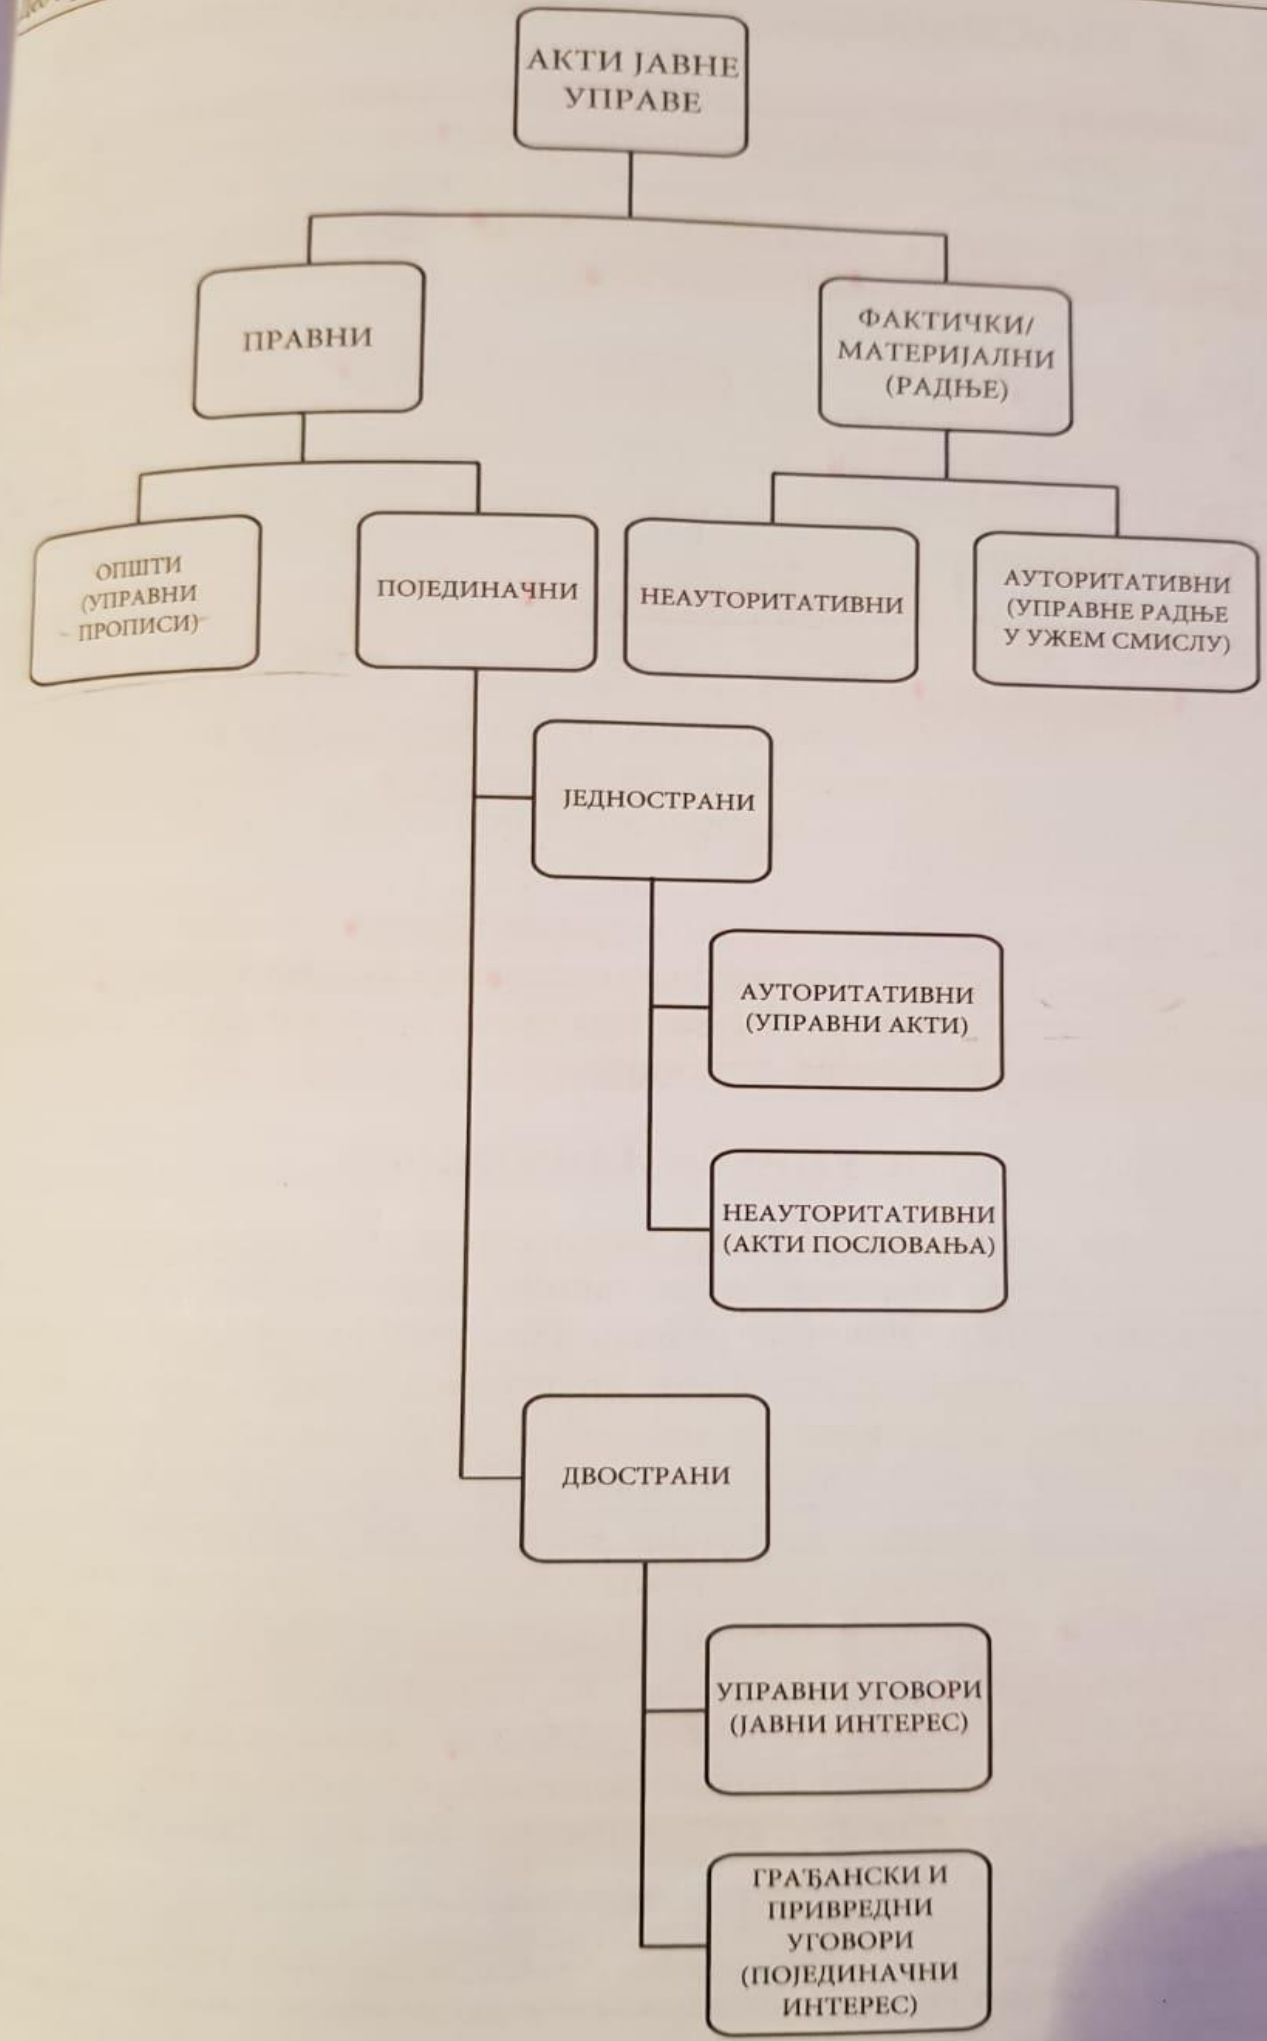 АКТИ ЈАВНЕ
УПРАВЕ
ПРАВНИ
ФАКТИЧКИ/
МАТЕРИЈАЛНИ
(РАДЊЕ)
ОПШТИ
(УПРАВНИ
ПРОПИСИ)
ПОЈЕДИНАЧНИ
НЕАУТОРИТАТИВНИ
АУТОРИТАТИВНИ
(УПРАВНЕ РАДЊЕ
У УЖЕМ СМИСЛУ)
ЈЕДНОСТРАНИ
АУТОРИТАТИВНИ
(УПРАВНИ АКТИ)
НЕАУТОРИТАТИВНИ
(АКТИ ПОСЛОВАЊА)
ДВОСТРАНИ
УПРАВНИ УГОВОРИ
(ЈАВНИ ИНТЕРЕС)
ГРАЂАНСКИ И
ПРИВРЕДНИ
УГОВОРИ
(ПОЈЕДИНАЧНИ
ИНТЕРЕС)